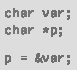 char var;
char *p;
p = &var;